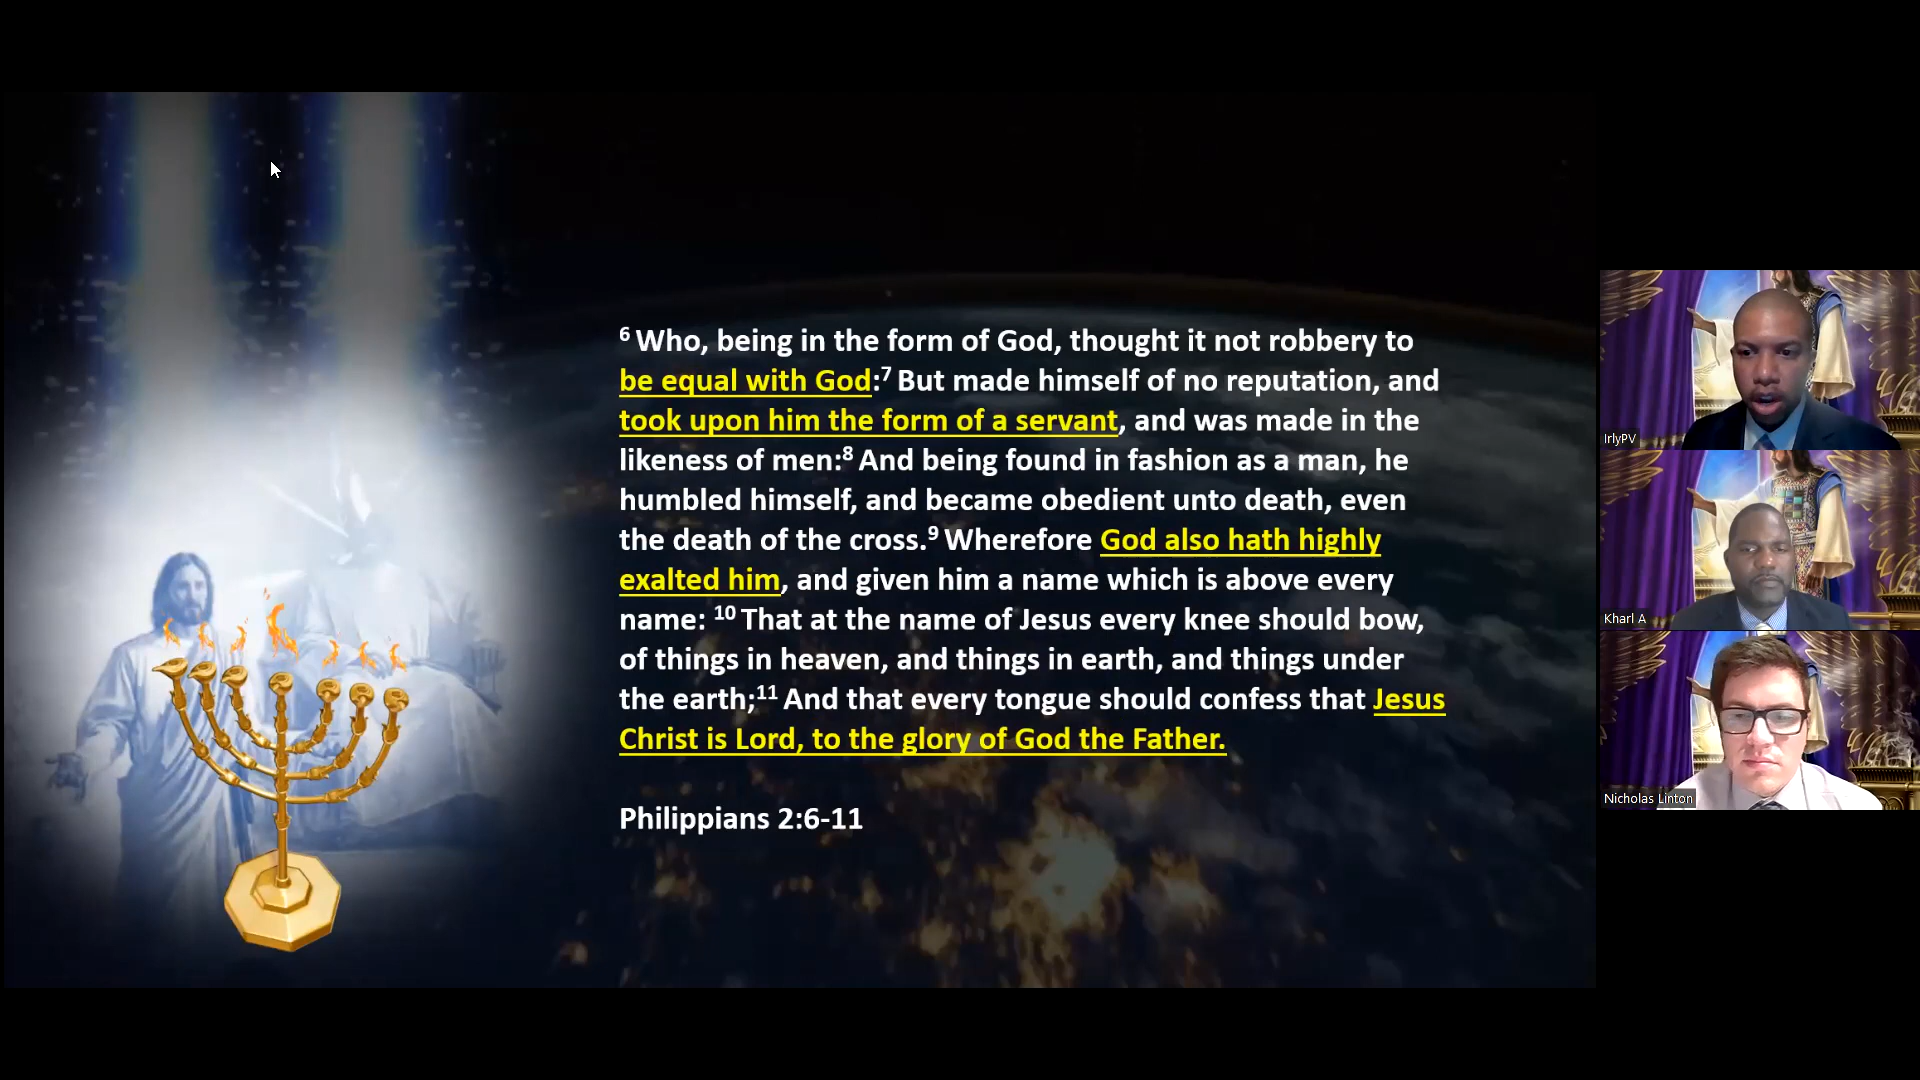 ⁶ Who, being in the form of God, thought it not robbery to
be equal with God:⁷ But made himself of no reputation, and
took upon him the form of a servant, and was made in the
likeness of men:⁸ And being found in fashion as a man, he
humbled himself, and became obedient unto death, even
the death of the cross.⁹ Wherefore God also hath highly
exalted him, and given him a name which is above every
name: ¹⁰ That at the name of Jesus every knee should bow,
of things in heaven, and things in earth, and things under
the earth;¹¹ And that every tongue should confess that Jesus
Christ is Lord, to the glory of God the Father.
Philippians 2:6-11
IrlyPV
Kharl A
Nicholas Linton